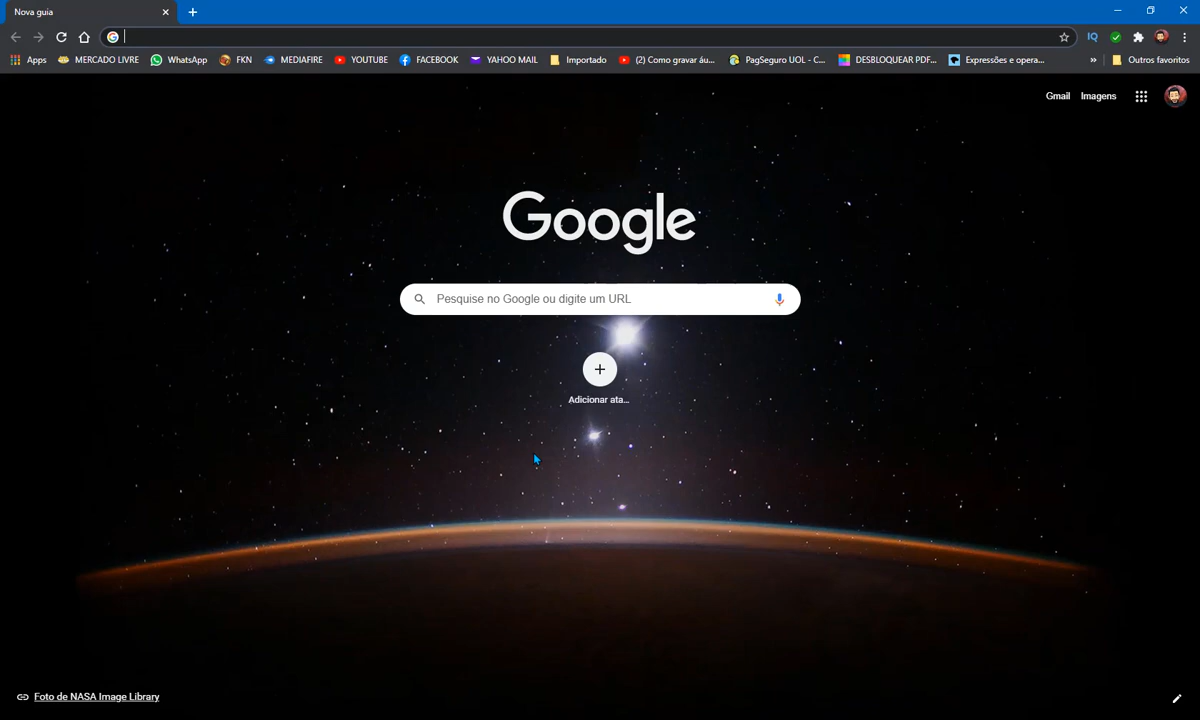 Nova guia
Apps MERCADO LIVRE WhatsApp FKN MEDIAFIRE YOUTUBE FACEBOOK YAHOO MAIL Importado (2) Como gravar áu... PagSeguro UOL - C... DESBLOQUEAR PDF... Expressões e opera... » Outros favoritos
IQ
Gmail Imagens
Google
Pesquise no Google ou digite um URL
Adicionar ata...
Foto de NASA Image Library